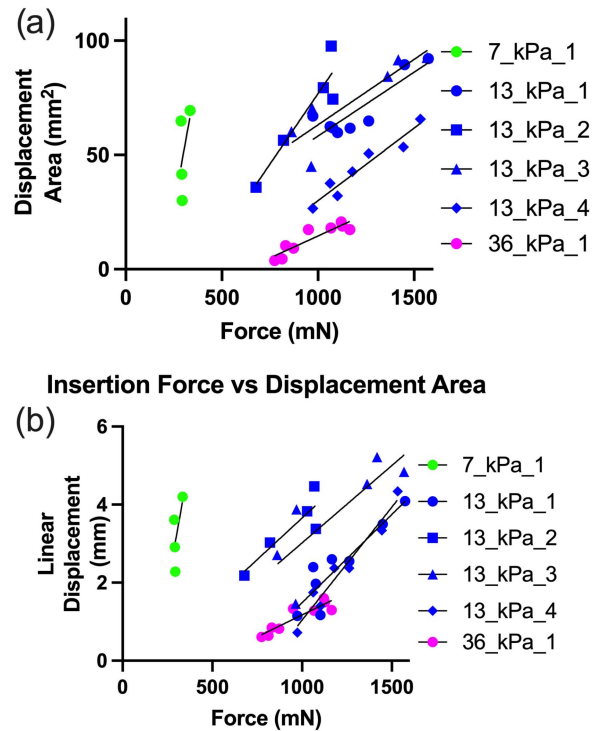 (a)
100
50
0
Displacement
Area (mm²)
0 500 1000 1500
Force (mN)
7_kPa_1
13_kPa_1
13_kPa_2
13_kPa_3
13_kPa_4
36_kPa_1
Insertion Force vs Displacement Area
(b)
6
4
2
0
Linear
Displacement
(mm)
0 500 1000 1500
Force (mN)
7_kPa_1
13_kPa_1
13_kPa_2
13_kPa_3
13_kPa_4
36_kPa_1